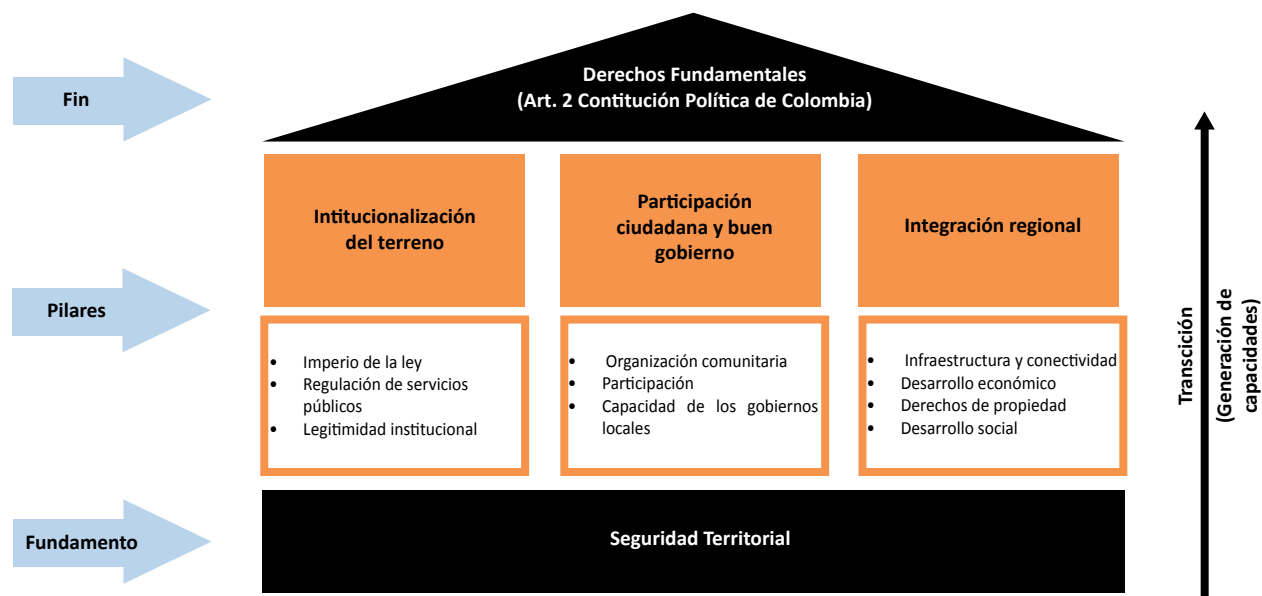 Fin
Derechos Fundamentales
(Art. 2 Contitución Política de Colombia)
Pilares
Intitucionalización
del terreno
Participación
ciudadana y buen
gobierno
Integración regional
• Imperio de la ley
• Regulación de servicios
públicos
• Legitimidad institucional
• Organización comunitaria
• Participación
• Capacidad de los gobiernos
locales
• Infraestructura y conectividad
• Desarrollo económico
• Derechos de propiedad
• Desarrollo social
Fundamento
Seguridad Territorial
Transcición
(Generación de
capacidades)